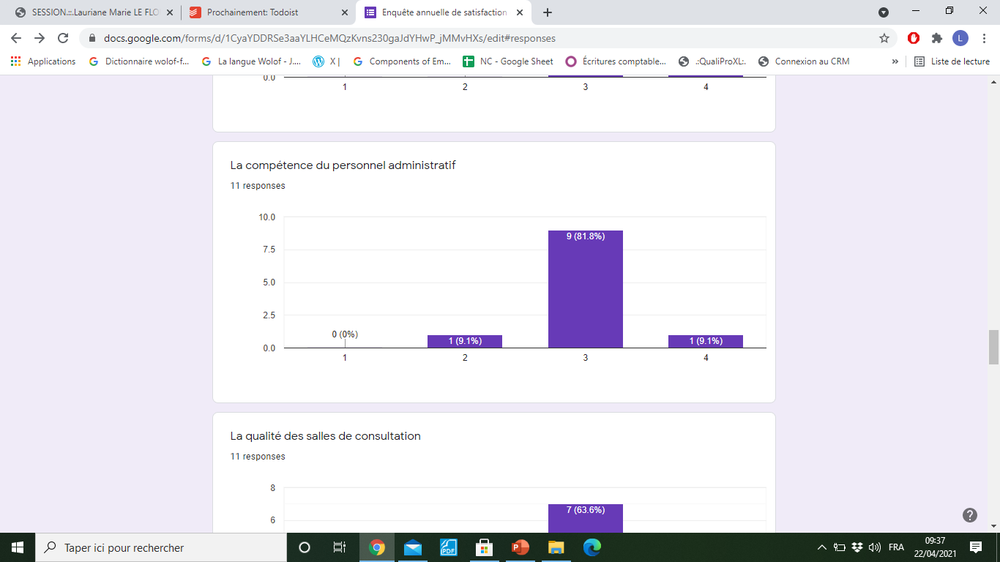 SESSION.::.Lauriane Marie LE FLO
Prochainement: Todoist
Enquête annuelle de satisfaction
docs.google.com/forms/d/1CyaYDDRSe3aaYLHCeMQzKvns230gaJdYHwP_jMMvHXs/edit#responses
L
Applications
Dictionnaire wolof-f...
La langue Wolof - J....
X |
Components of Em...
NC - Google Sheet
Écritures comptable...
.:QualiProXL:.
Connexion au CRM
»
Liste de lecture
0.0
1 2 3 4
La compétence du personnel administratif
11 responses
10.0
9 (81.8%)
7.5
5.0
2.5
0 (0%)
1 (9.1%)
1 (9.1%)
0.0
1 2 3 4
La qualité des salles de consultation
11 responses
8
7 (63.6%)
6
Taper ici pour rechercher
PDF
FRA
09:37
22/04/2021